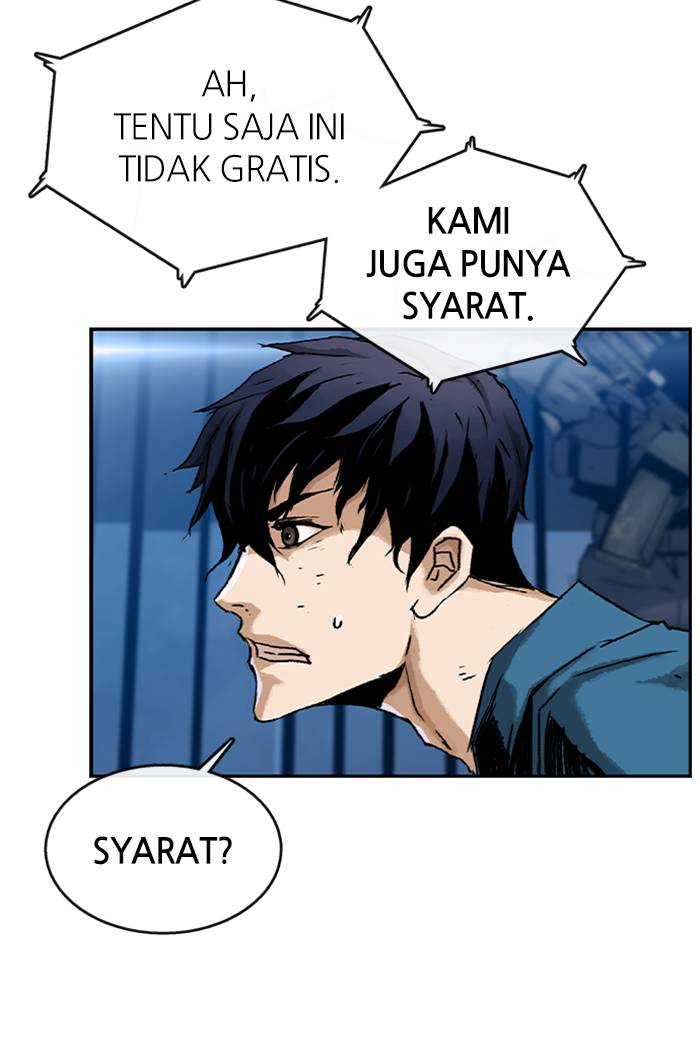 AH,
TENTU SAJA INI
TIDAK GRATIS.
KAMI
JUGA PUNYA
SYARAT.
SYARAT?